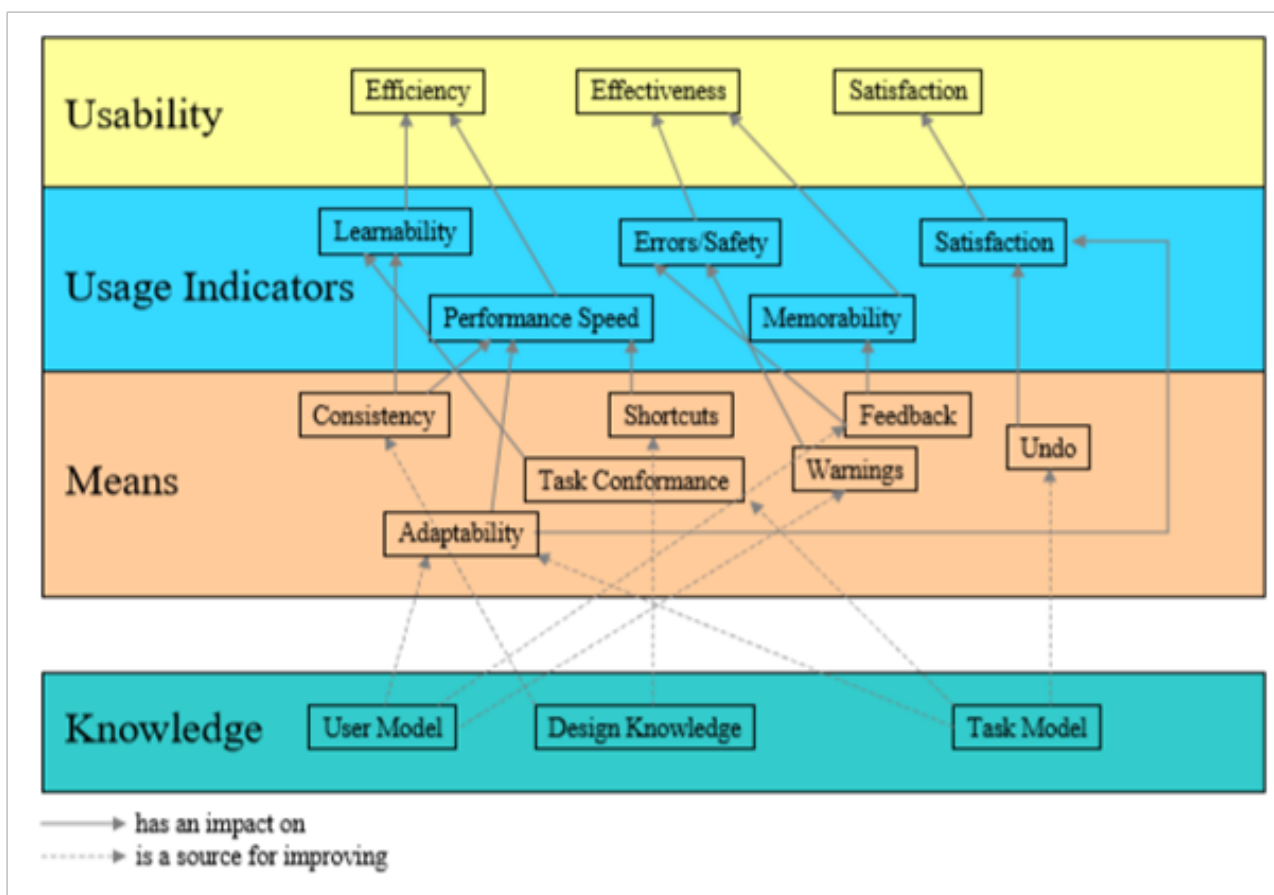 Usability
Efficiency
Effectiveness
Satisfaction
Usage Indicators
Learnability
Errors/Safety
Satisfaction
Performance Speed
Memorability
Means
Consistency
Shortcuts
Feedback
Undo
Task Conformance
Warnings
Adaptability
Knowledge
User Model
Design Knowledge
Task Model
has an impact on
is a source for improving